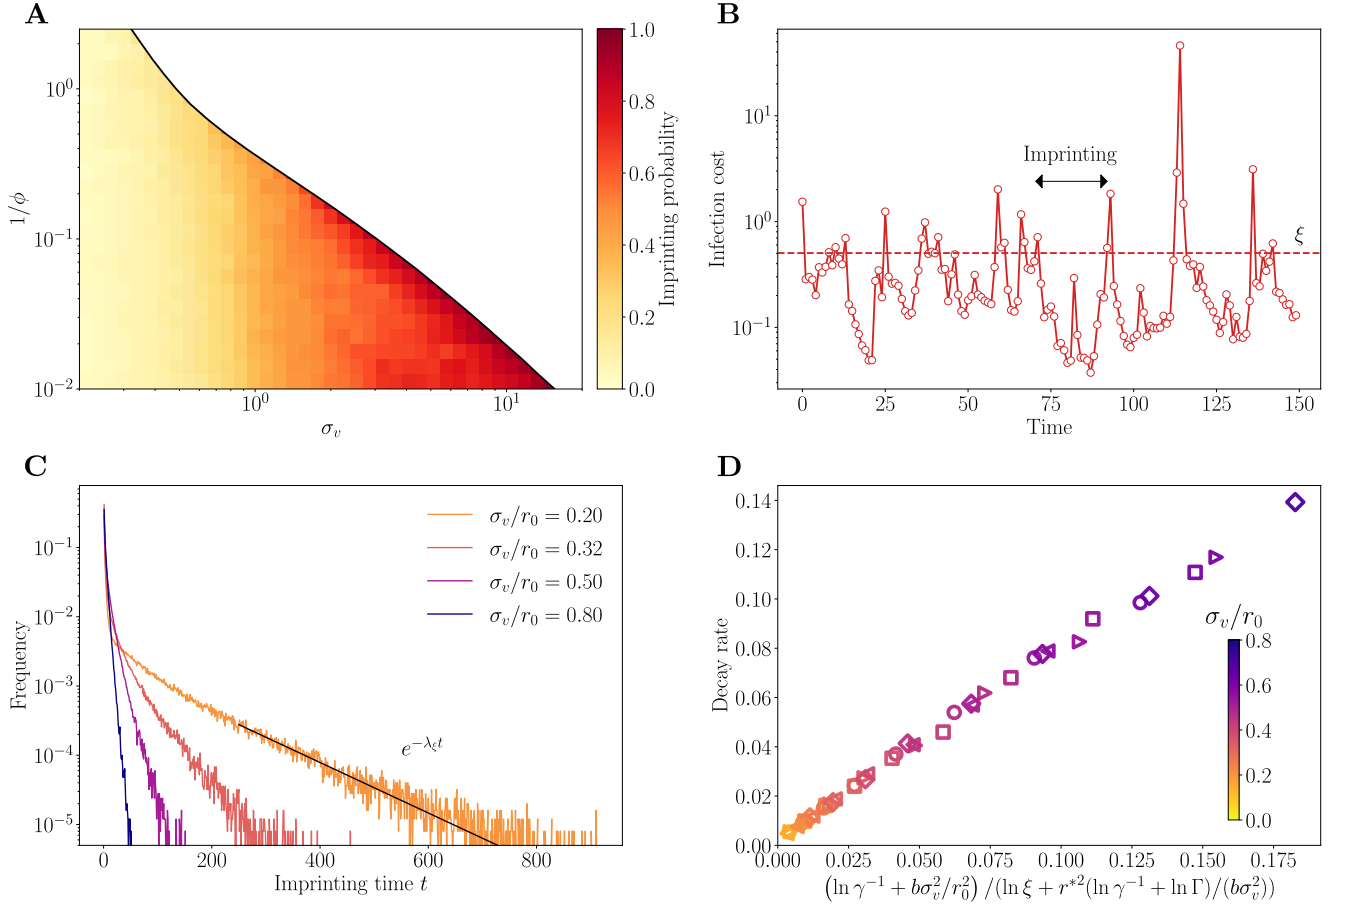 A
10^0
10^{-1}
10^{-2}
1/ϕ
10^0
10^1
σ_v
1.0
0.8
0.6
0.4
0.2
0.0
Imprinting probability
B
10^1
10^0
10^{-1}
Infection cost
Imprinting
ξ
0
25
50
75
100
125
150
Time
C
10^{-1}
10^{-2}
10^{-3}
10^{-4}
10^{-5}
Frequency
σ_v/r_0 = 0.20
σ_v/r_0 = 0.32
σ_v/r_0 = 0.50
σ_v/r_0 = 0.80
e^{-λ_ξ t}
0
200
400
600
800
Imprinting time t
D
0.14
0.12
0.10
0.08
0.06
0.04
0.02
0.00
Decay rate
σ_v/r_0
0.8
0.6
0.4
0.2
0.0
0.000
0.025
0.050
0.075
0.100
0.125
0.150
0.175
(ln γ^{-1} + bσ_v^2/r_0^2) /(ln ξ + r^{*2}(ln γ^{-1} + ln Γ)/(bσ_v^2))